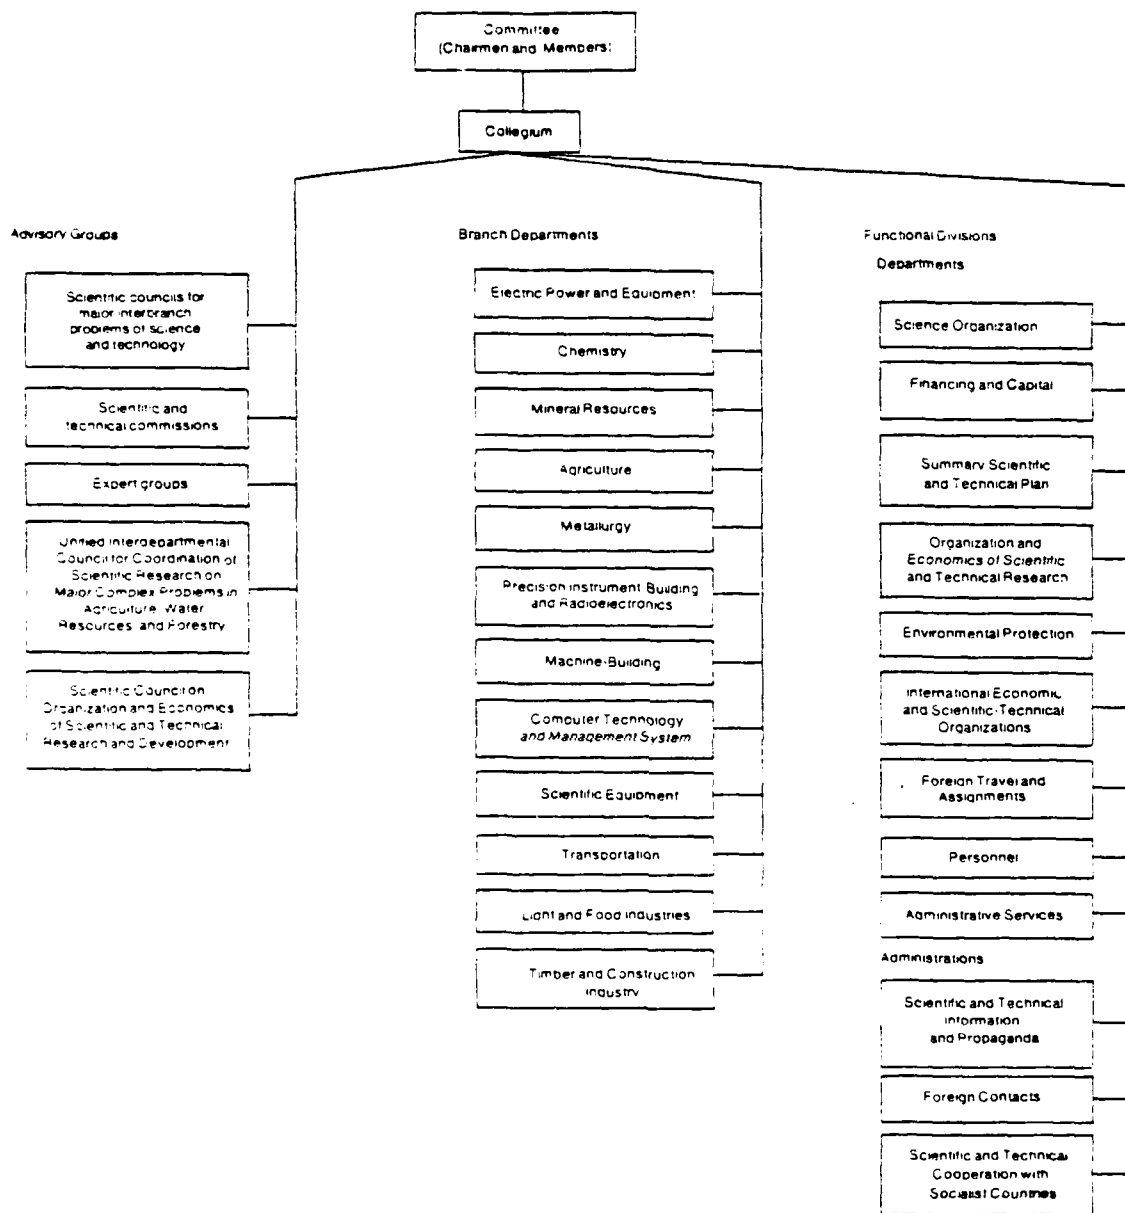 Committee
(Chairmen and Members)
Collegium
Advisory Groups
Scientific councils for
major interbranch
problems of science
and technology
Scientific and
technical commissions
Expert groups
Unified Interdepartmental
Council for Coordination of
Scientific Research on
Major Complex Problems in
Agriculture, Water
Resources, and Forestry
Scientific Council on
Organization and Economics
of Scientific and Technical
Research and Development
Branch Departments
Electric Power and Equipment
Chemistry
Mineral Resources
Agriculture
Metallurgy
Precision Instrument Building
and Radioelectronics
Machine-Building
Computer Technology
and Management System
Scientific Equipment
Transportation
Light and Food Industries
Timber and Construction
Industry
Functional Divisions
Departments
Science Organization
Financing and Capital
Summary Scientific
and Technical Plan
Organization and
Economics of Scientific
and Technical Research
Environmental Protection
International Economic
and Scientific-Technical
Organizations
Foreign Travel and
Assignments
Personnel
Administrative Services
Administrations
Scientific and Technical
Information
and Propaganda
Foreign Contacts
Scientific and Technical
Cooperation with
Socialist Countries